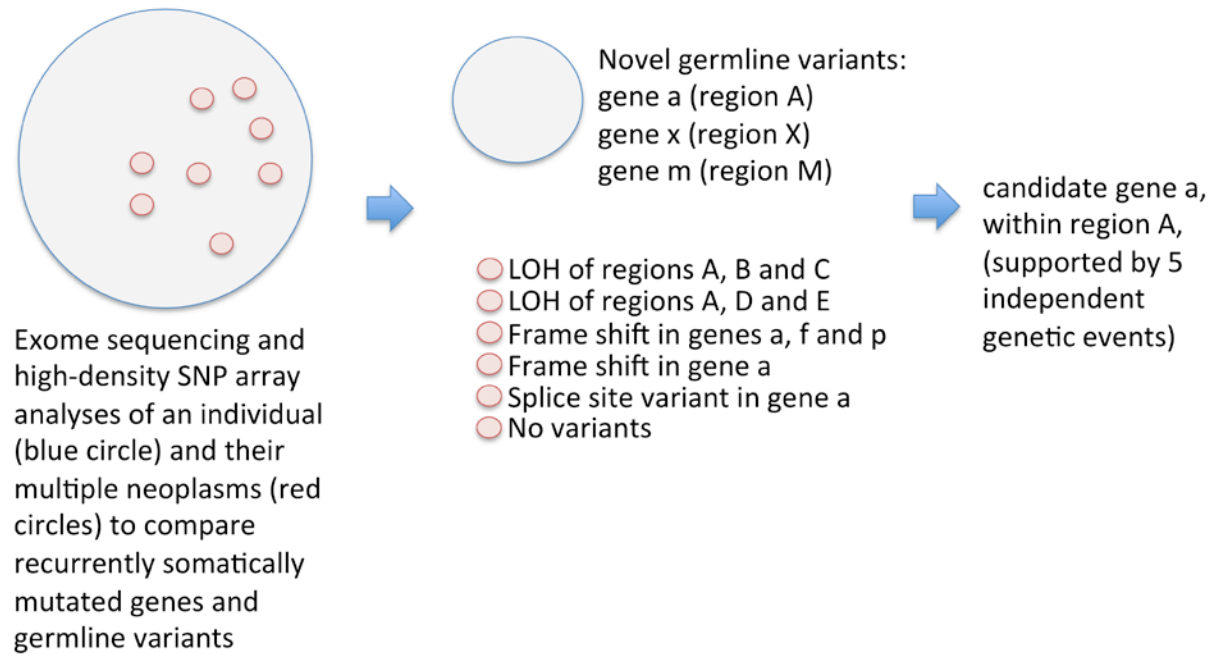 Exome sequencing and
high-density SNP array
analyses of an individual
(blue circle) and their
multiple neoplasms (red
circles) to compare
recurrently somatically
mutated genes and
germline variants
Novel germline variants:
gene a (region A)
gene x (region X)
gene m (region M)
LOH of regions A, B and C
LOH of regions A, D and E
Frame shift in genes a, f and p
Frame shift in gene a
Splice site variant in gene a
No variants
candidate gene a,
within region A,
(supported by 5
independent
genetic events)